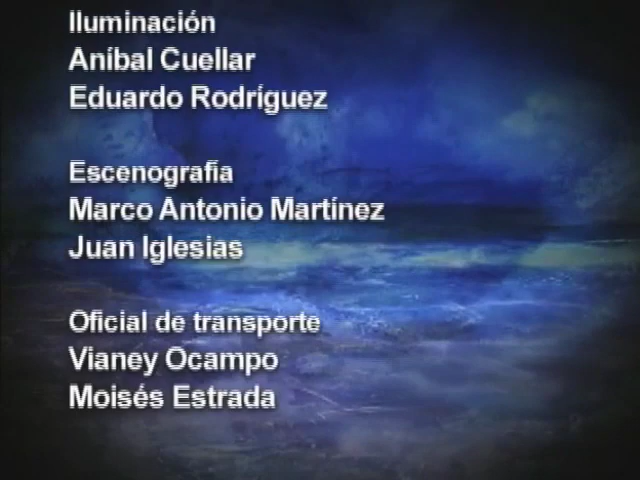 Iluminación
Aníbal Cuellar
Eduardo Rodríguez
Escenografía
Marco Antonio Martínez
Juan Iglesias
Oficial de transporte
Vianey Ocampo
Moisés Estrada